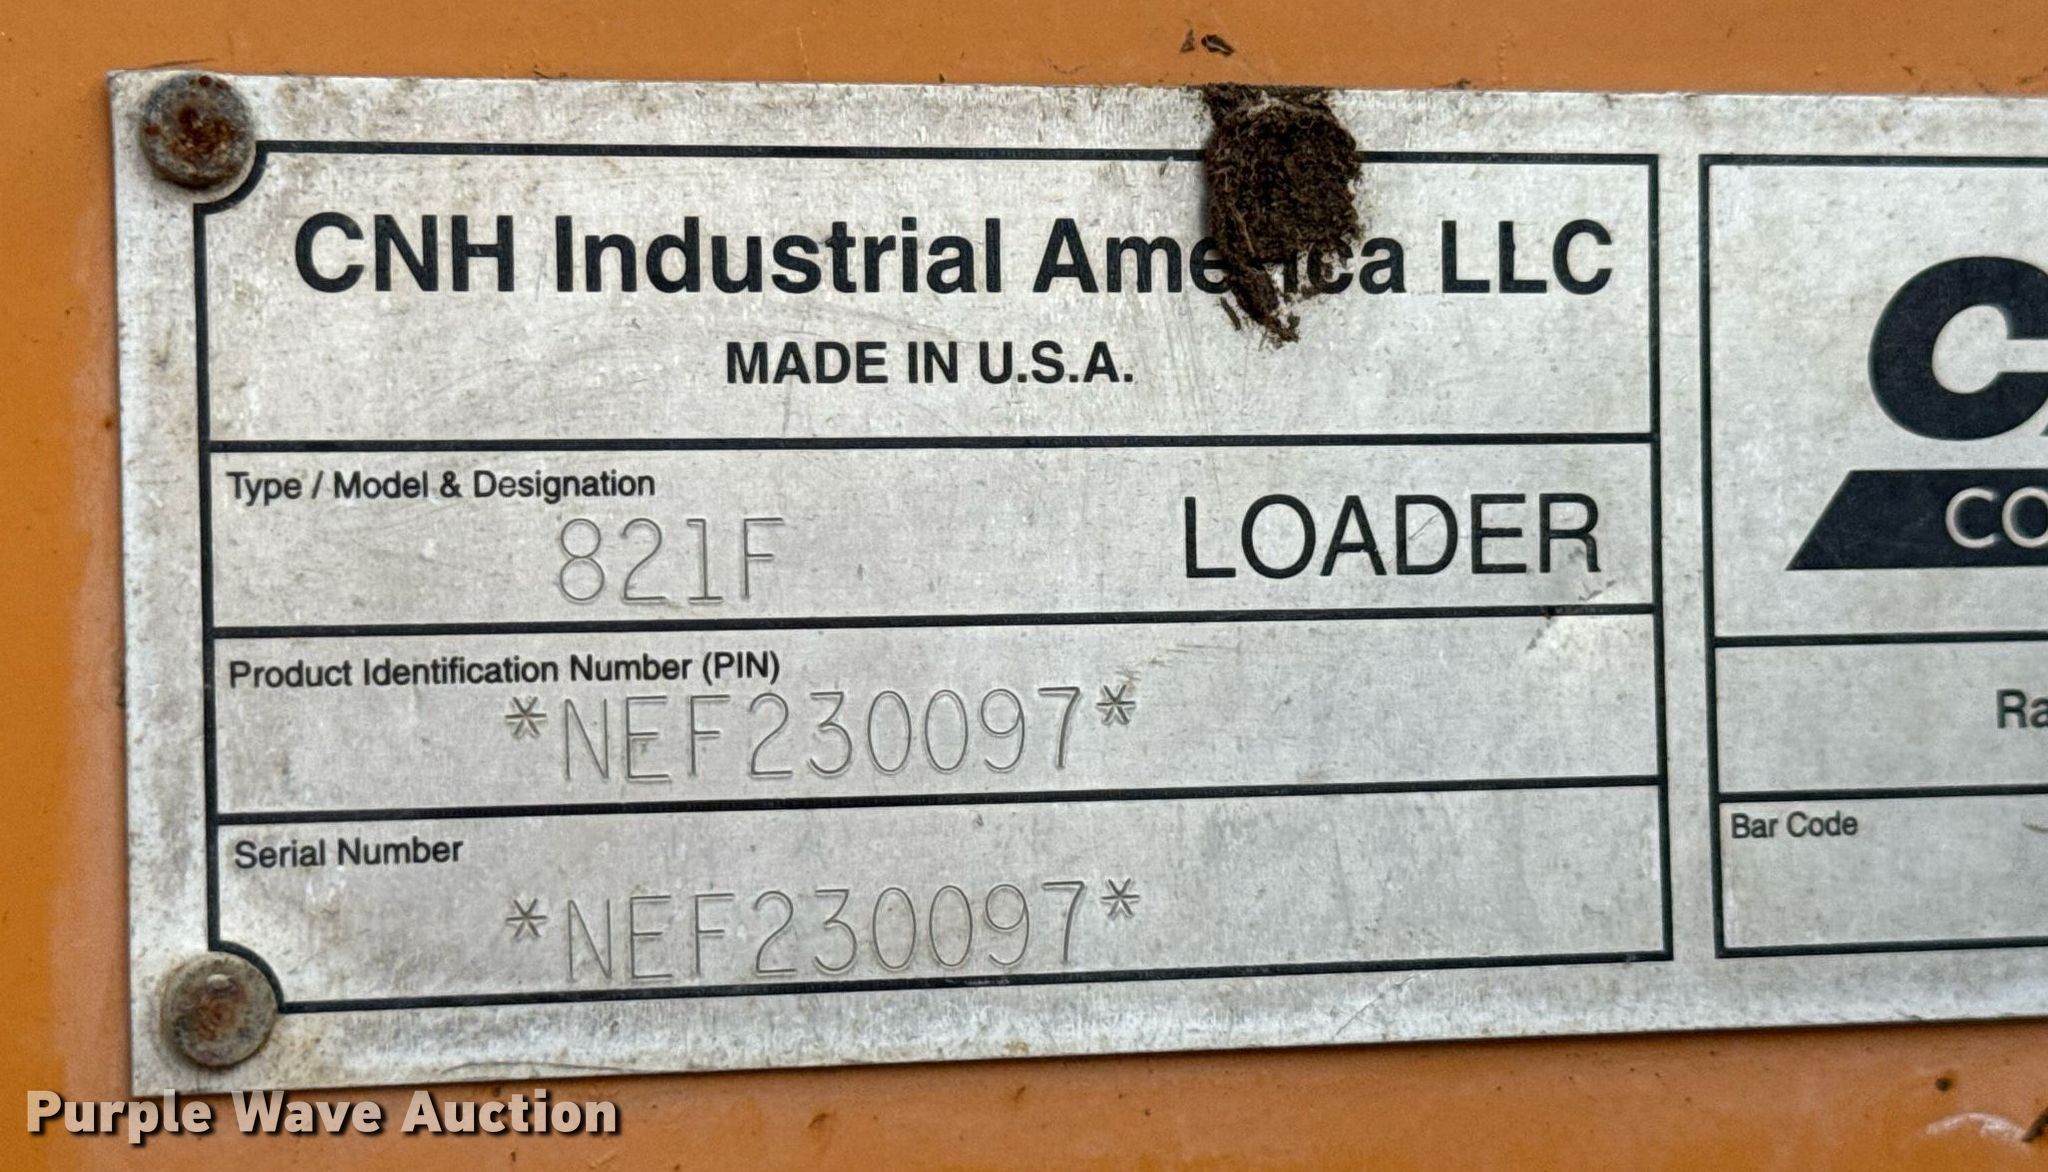 CNH Industrial America LLC
MADE IN U.S.A.
Type / Model & Designation
821F
LOADER
Product Identification Number (PIN)
*NEF230097*
Serial Number
*NEF230097*
CO
Ra
Bar Code
Purple Wave Auction